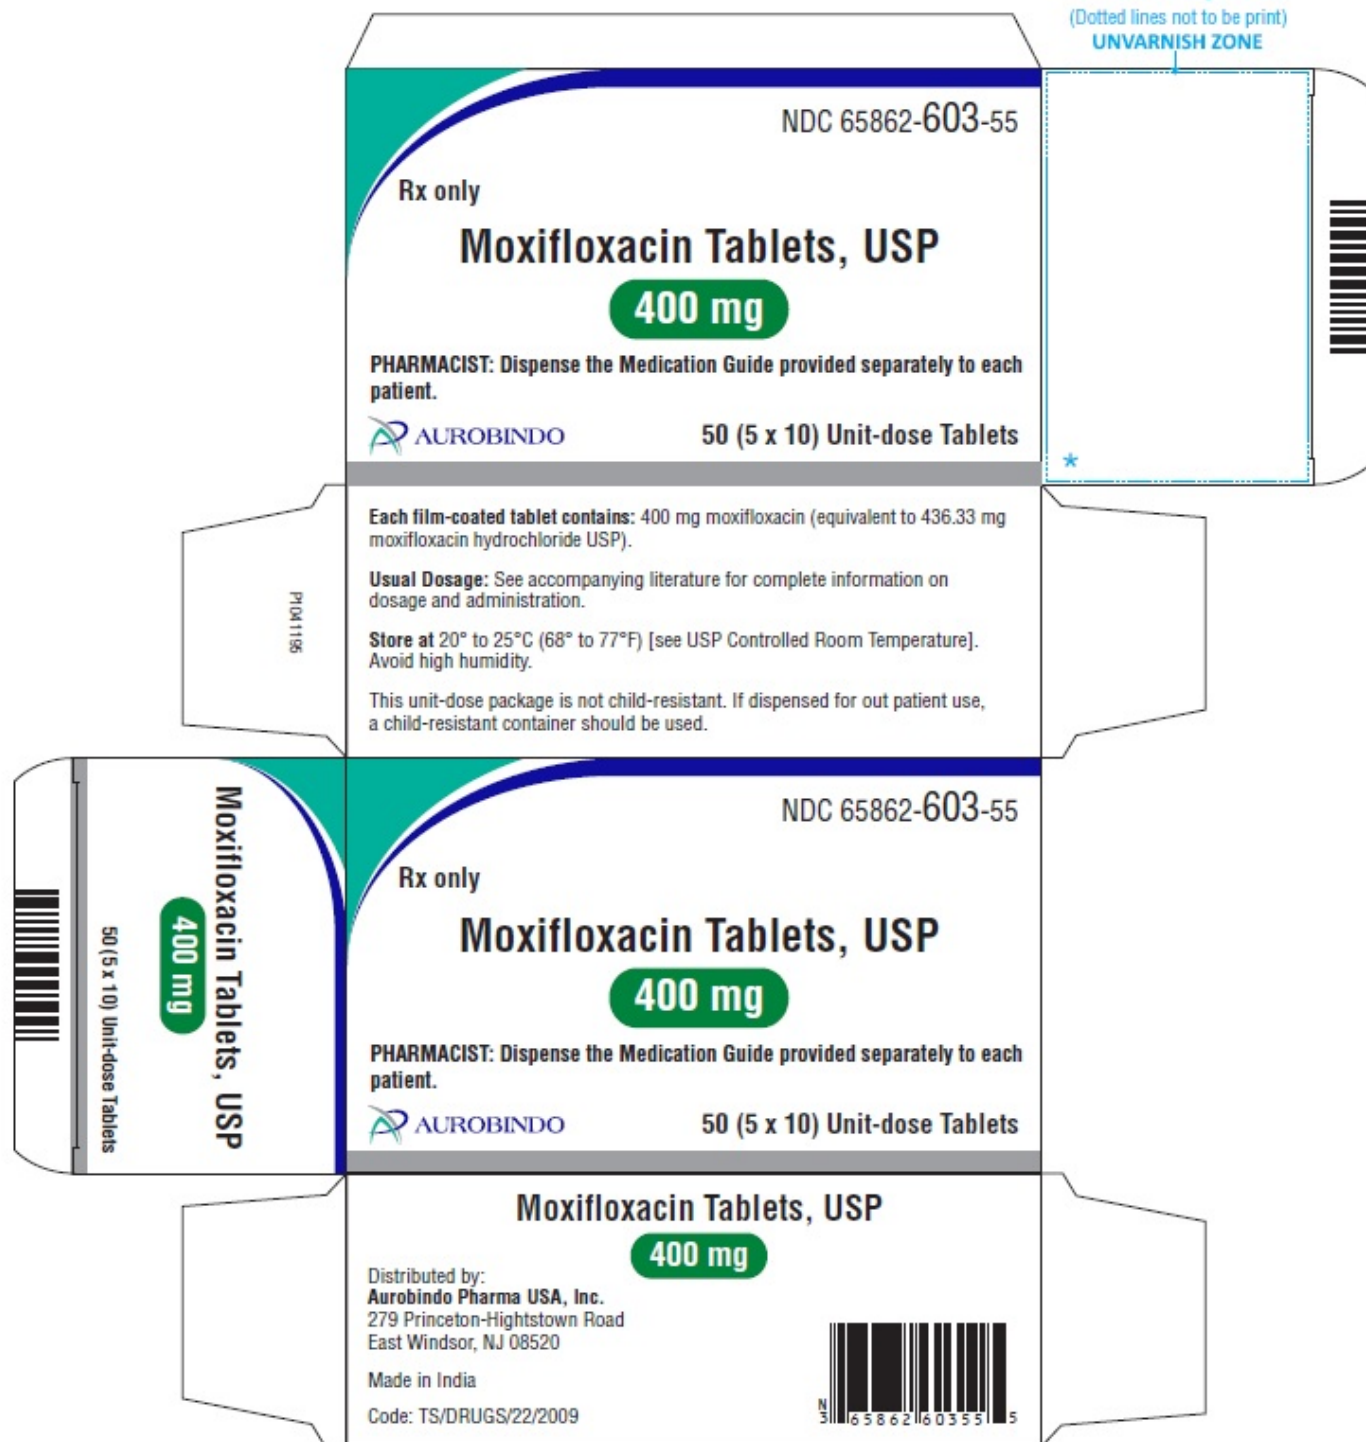 (Dotted lines not to be print)
UNVARNISH ZONE
NDC 65862-603-55
Rx only
Moxifloxacin Tablets, USP
400 mg
PHARMACIST: Dispense the Medication Guide provided separately to each
patient.
AUROBINDO
50 (5 x 10) Unit-dose Tablets
*
Each film-coated tablet contains: 400 mg moxifloxacin (equivalent to 436.33 mg
moxifloxacin hydrochloride USP).
Usual Dosage: See accompanying literature for complete information on
dosage and administration.
Store at 20° to 25°C (68° to 77°F) [see USP Controlled Room Temperature].
Avoid high humidity.
This unit-dose package is not child-resistant. If dispensed for out patient use,
a child-resistant container should be used.
P1041195
Moxifloxacin Tablets, USP
400 mg
50 (5 x 10) Unit-dose Tablets
NDC 65862-603-55
Rx only
Moxifloxacin Tablets, USP
400 mg
PHARMACIST: Dispense the Medication Guide provided separately to each
patient.
AUROBINDO
50 (5 x 10) Unit-dose Tablets
Moxifloxacin Tablets, USP
400 mg
Distributed by:
Aurobindo Pharma USA, Inc.
279 Princeton-Hightstown Road
East Windsor, NJ 08520
Made in India
Code: TS/DRUGS/22/2009
N
3 65862 60355 5